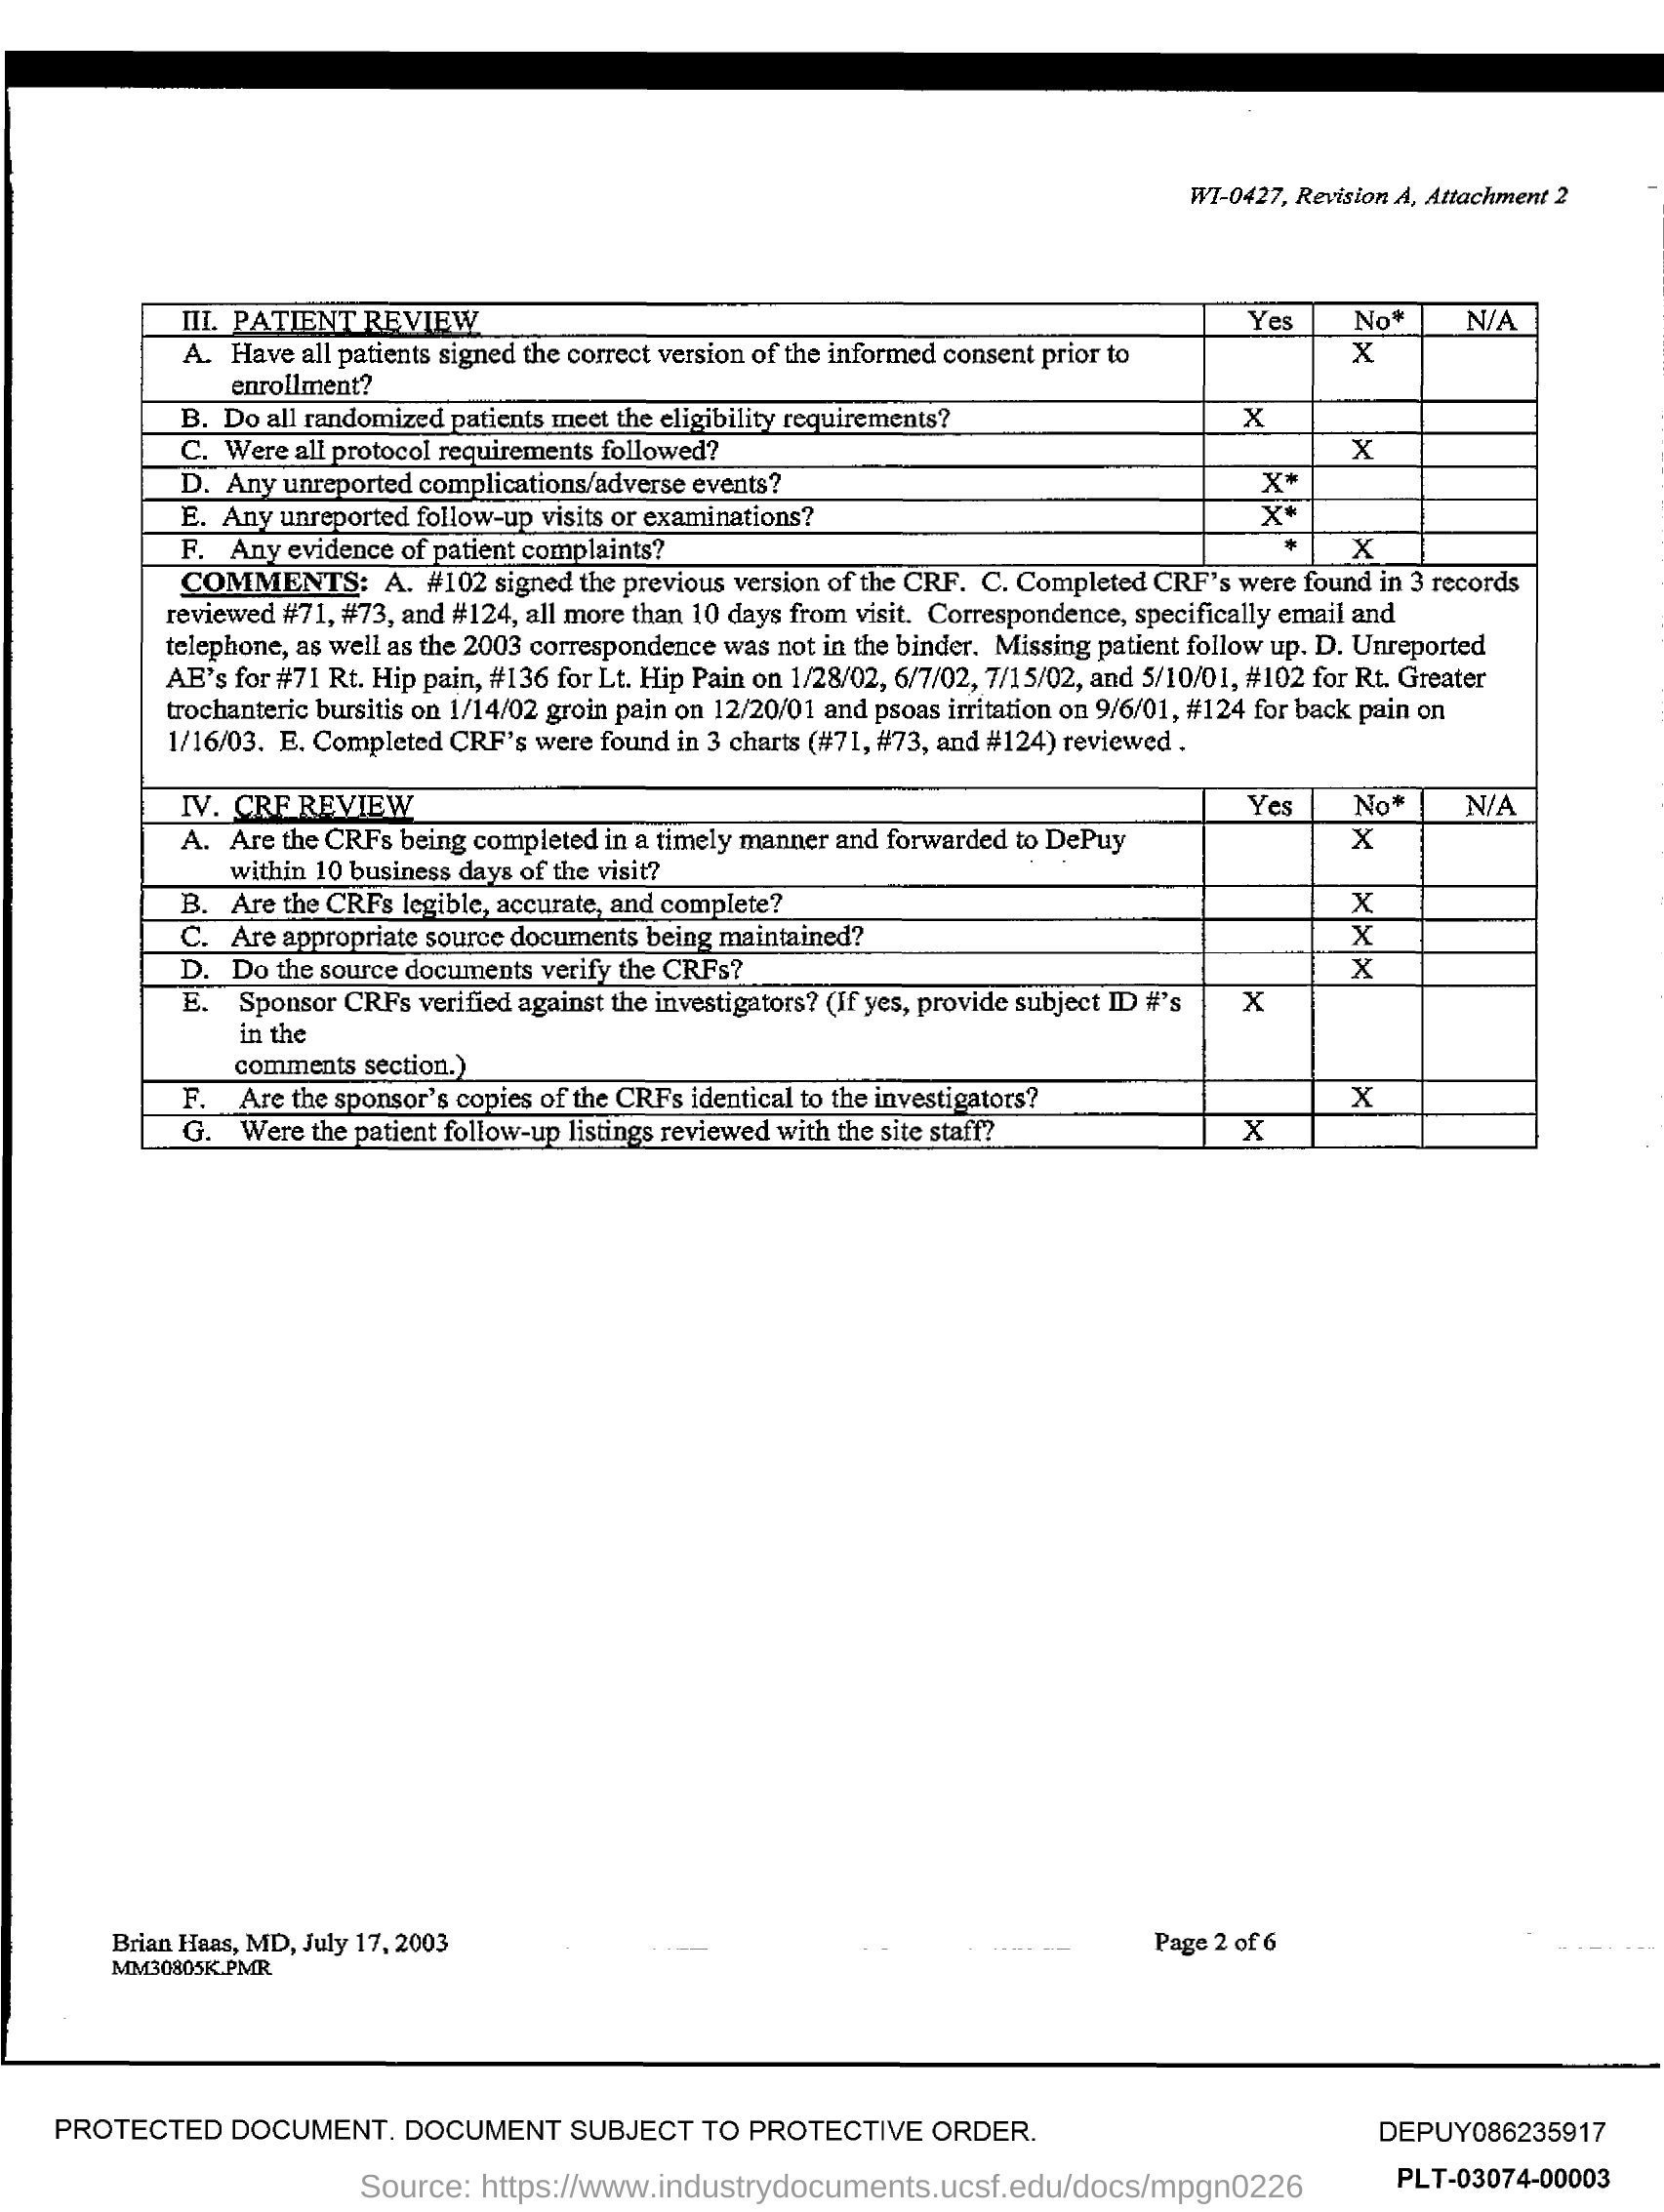 WI-0427, Revision A, Attachment 2
III. PATIENT REVIEW Yes No* N/A
A. Have all patients signed the correct version of the informed consent prior to X
enrollment?
B. Do all randomized patients meet the eligibility requirements? X
C. Were all protocol requirements followed? X
D. Any unreported complications/adverse events? X*
E. Any unreported follow-up visits or examinations? X*
F. Any evidence of patient complaints? * X
COMMENTS: A. #102 signed the previous version of the CRF. C. Completed CRF's were found in 3 records
reviewed #71, #73, and #124, all more than 10 days from visit. Correspondence, specifically email and
telephone, as well as the 2003 correspondence was not in the binder. Missing patient follow up. D. Unreported
AE's for #71 Rt. Hip pain, #136 for Lt. Hip Pain on 1/28/02, 6/7/02, 7/15/02, and 5/10/01, #102 for Rt. Greater
trochanteric bursitis on 1/14/02 groin pain on 12/20/01 and psoas irritation on 9/6/01, #124 for back pain on
1/16/03. E. Completed CRF's were found in 3 charts (#71, #73, and #124) reviewed .
IV. CRF REVIEW Yes No* N/A
A. Are the CRFs being completed in a timely manner and forwarded to DePuy X
within 10 business days of the visit?
B. Are the CRFs legible, accurate, and complete? X
C. Are appropriate source documents being maintained? X
D. Do the source documents verify the CRFs? X
E. Sponsor CRFs verified against the investigators? (If yes, provide subject ID #'s X
in the
comments section.)
F. Are the sponsor's copies of the CRFs identical to the investigators? X
G. Were the patient follow-up listings reviewed with the site staff? X
Brian Haas, MD, July 17, 2003 Page 2 of 6
MM30805K.PMR
PROTECTED DOCUMENT. DOCUMENT SUBJECT TO PROTECTIVE ORDER. DEPUY086235917
Source: https://www.industrydocuments.ucsf.edu/docs/mpgn0226 PLT-03074-00003